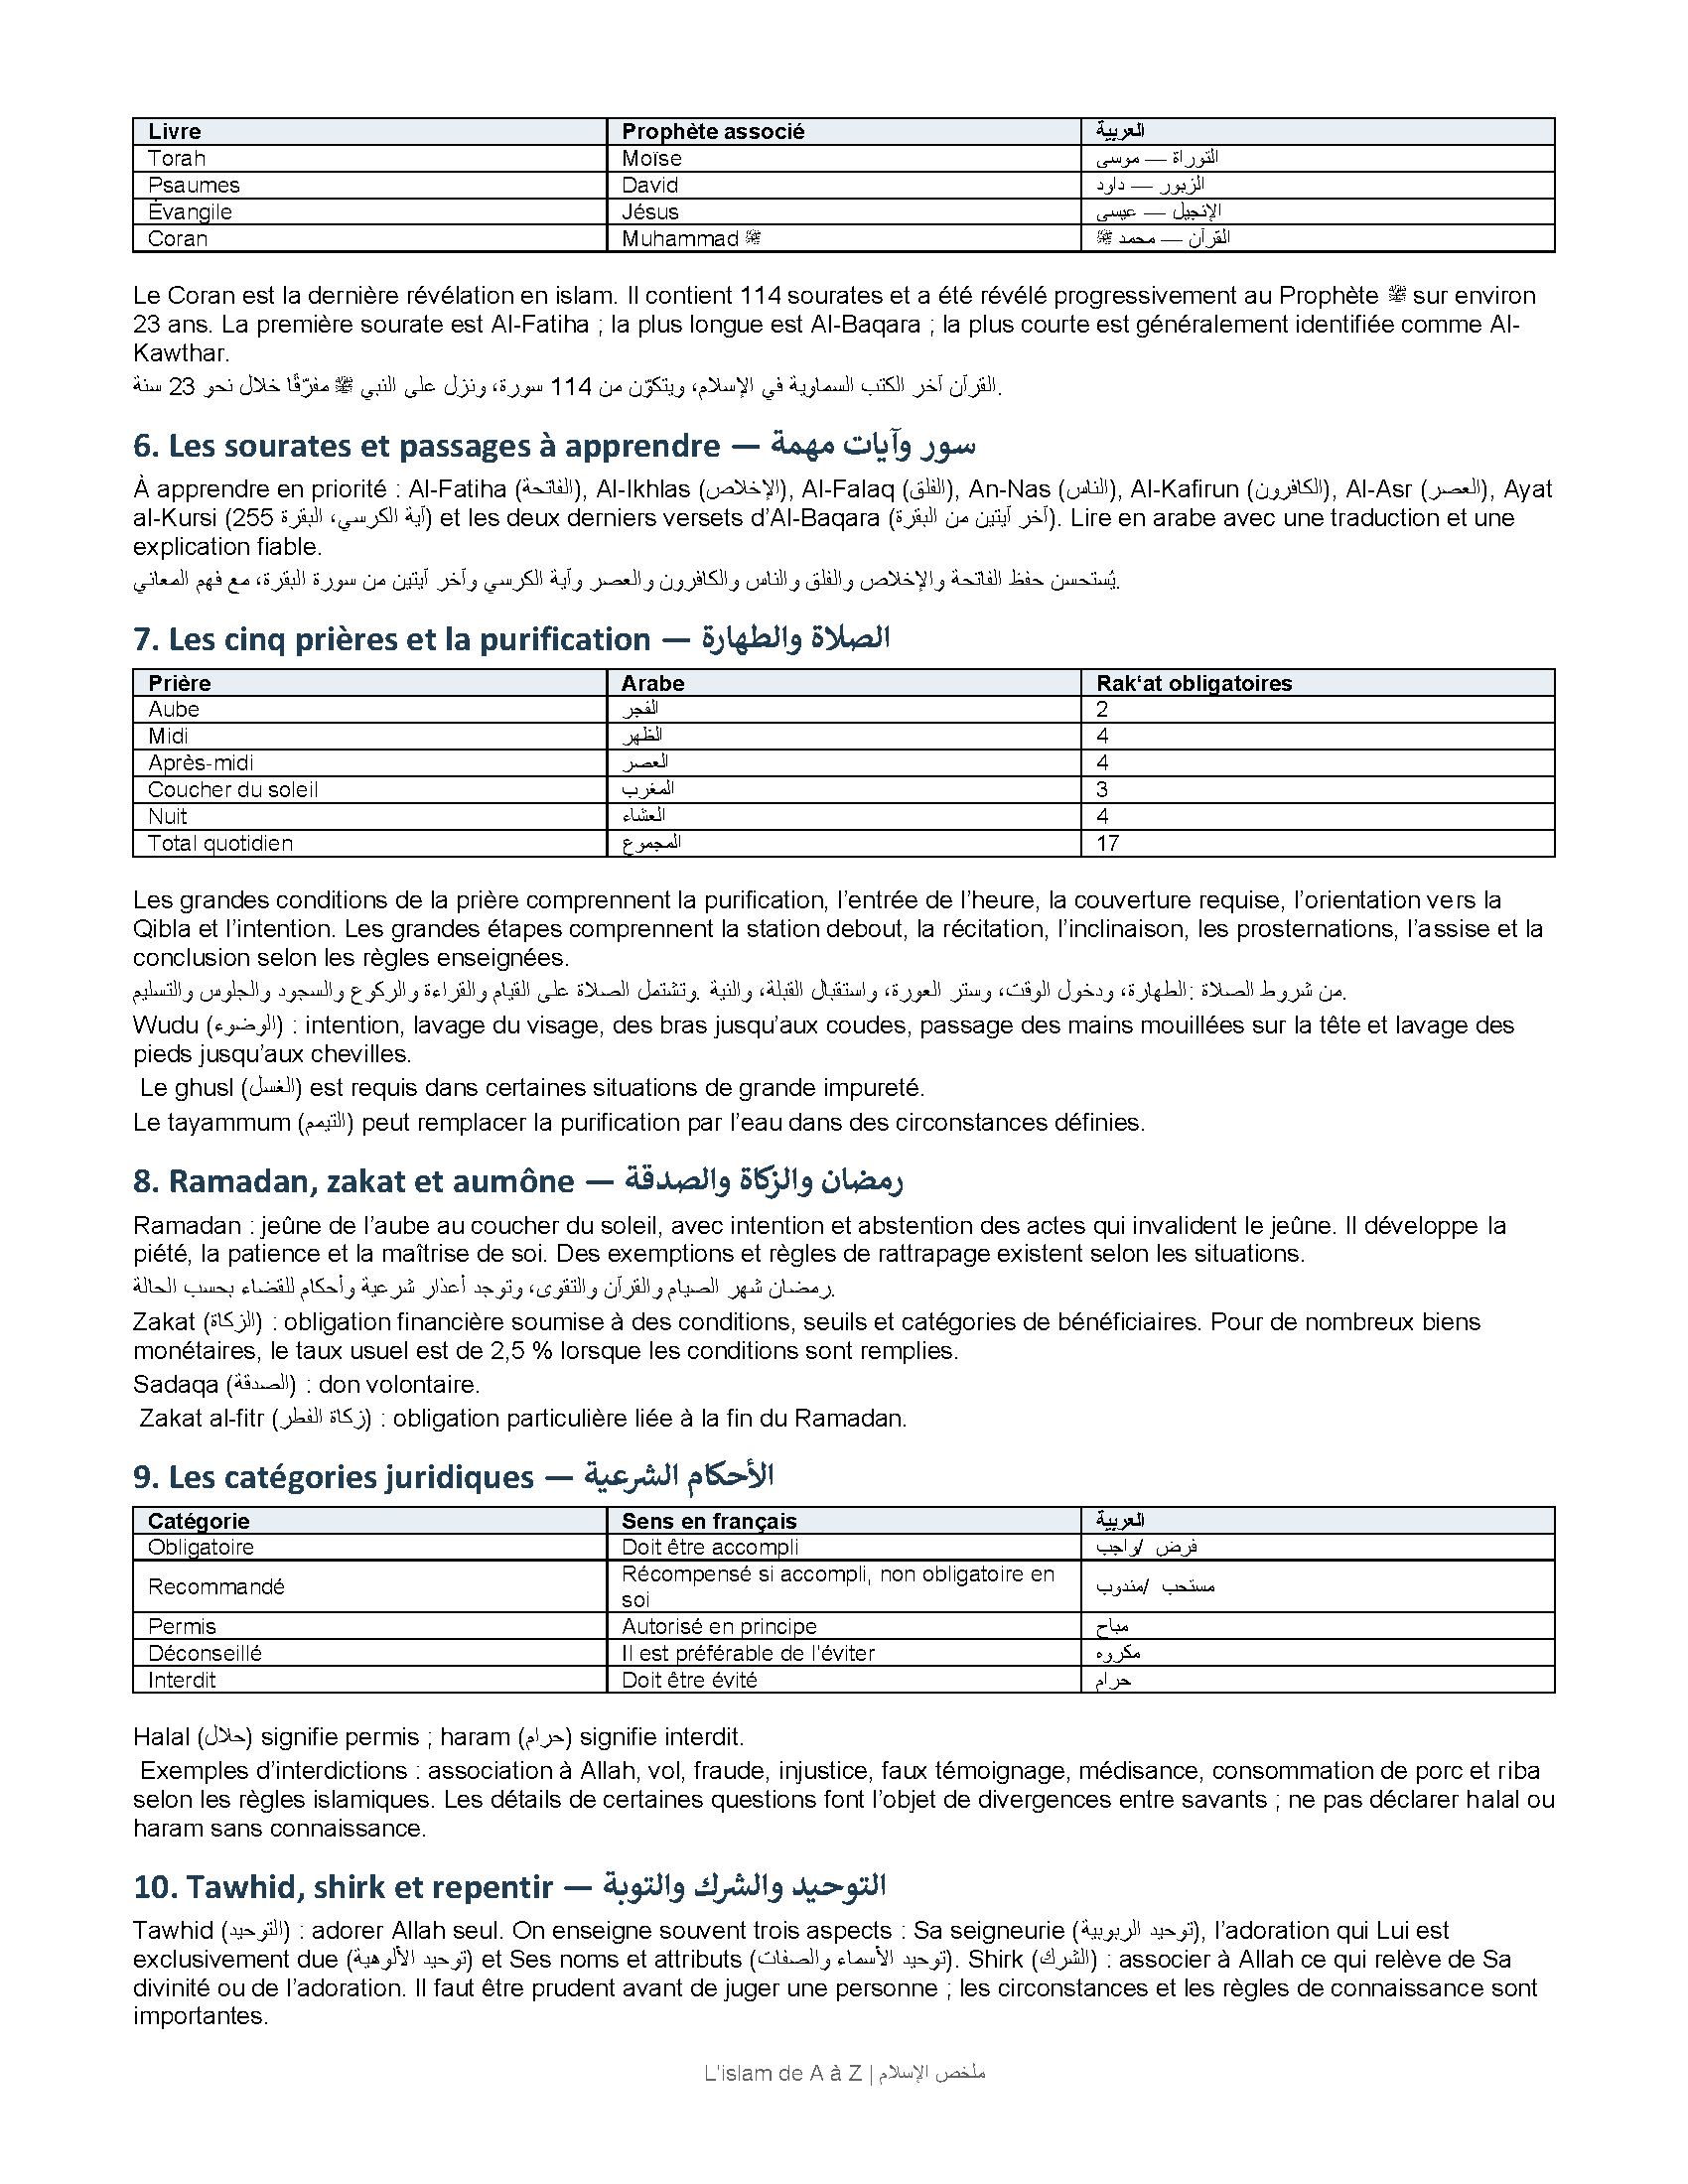 Livre Prophète associé العربية
Torah Moïse التوراة — موسى
Psaumes David الزبور — داود
Évangile Jésus الإنجيل — عيسى
Coran Muhammad ﷺ القرآن — محمد ﷺ
Le Coran est la dernière révélation en islam. Il contient 114 sourates et a été révélé progressivement au Prophète ﷺ sur environ
23 ans. La première sourate est Al-Fatiha ; la plus longue est Al-Baqara ; la plus courte est généralement identifiée comme Al-
Kawthar.
القرآن آخر الكتب السماوية في الإسلام، ويتكوّن من 114 سورة، ونزل على النبي ﷺ مفرّقًا خلال نحو 23 سنة.
6. Les sourates et passages à apprendre — سور وآيات مهمة
À apprendre en priorité : Al-Fatiha (الفاتحة), Al-Ikhlas (الإخلاص), Al-Falaq (الفلق), An-Nas (الناس), Al-Kafirun (الكافرون), Al-Asr (العصر), Ayat
al-Kursi (آية الكرسي، البقرة 255) et les deux derniers versets d’Al-Baqara (آخر آيتين من البقرة). Lire en arabe avec une traduction et une
explication fiable.
يُستحسن حفظ الفاتحة والإخلاص والفلق والناس والكافرون والعصر وآية الكرسي وآخر آيتين من سورة البقرة، مع فهم المعاني.
7. Les cinq prières et la purification — الصلاة والطهارة
Prière Arabe Rak‘at obligatoires
Aube الفجر 2
Midi الظهر 4
Après-midi العصر 4
Coucher du soleil المغرب 3
Nuit العشاء 4
Total quotidien المجموع 17
Les grandes conditions de la prière comprennent la purification, l’entrée de l’heure, la couverture requise, l’orientation vers la
Qibla et l’intention. Les grandes étapes comprennent la station debout, la récitation, l’inclinaison, les prosternations, l’assise et la
conclusion selon les règles enseignées.
من شروط الصلاة :الطهارة، ودخول الوقت، وستر العورة، واستقبال القبلة، والنية .وتشتمل الصلاة على القيام والقراءة والركوع والسجود والجلوس والتسليم.
Wudu (الوضوء) : intention, lavage du visage, des bras jusqu’aux coudes, passage des mains mouillées sur la tête et lavage des
pieds jusqu’aux chevilles.
Le ghusl (الغسل) est requis dans certaines situations de grande impureté.
Le tayammum (التيمم) peut remplacer la purification par l’eau dans des circonstances définies.
8. Ramadan, zakat et aumône — رمضان والزكاة والصدقة
Ramadan : jeûne de l’aube au coucher du soleil, avec intention et abstention des actes qui invalident le jeûne. Il développe la
piété, la patience et la maîtrise de soi. Des exemptions et règles de rattrapage existent selon les situations.
رمضان شهر الصيام والقرآن والتقوى، وتوجد أعذار شرعية وأحكام للقضاء بحسب الحالة.
Zakat (الزكاة) : obligation financière soumise à des conditions, seuils et catégories de bénéficiaires. Pour de nombreux biens
monétaires, le taux usuel est de 2,5 % lorsque les conditions sont remplies.
Sadaqa (الصدقة) : don volontaire.
Zakat al-fitr (زكاة الفطر) : obligation particulière liée à la fin du Ramadan.
9. Les catégories juridiques — الأحكام الشرعية
Catégorie Sens en français العربية
Obligatoire Doit être accompli فرض /واجب
Recommandé Récompensé si accompli, non obligatoire en
soi مستحب /مندوب
Permis Autorisé en principe مباح
Déconseillé Il est préférable de l’éviter مكروه
Interdit Doit être évité حرام
Halal (حلال) signifie permis ; haram (حرام) signifie interdit.
Exemples d’interdictions : association à Allah, vol, fraude, injustice, faux témoignage, médisance, consommation de porc et riba
selon les règles islamiques. Les détails de certaines questions font l’objet de divergences entre savants ; ne pas déclarer halal ou
haram sans connaissance.
10. Tawhid, shirk et repentir — التوحيد والشرك والتوبة
Tawhid (التوحيد) : adorer Allah seul. On enseigne souvent trois aspects : Sa seigneurie (توحيد الربوبية), l’adoration qui Lui est
exclusivement due (توحيد الألوهية) et Ses noms et attributs (توحيد الأسماء والصفات). Shirk (الشرك) : associer à Allah ce qui relève de Sa
divinité ou de l’adoration. Il faut être prudent avant de juger une personne ; les circonstances et les règles de connaissance sont
importantes.
L’islam de A à Z | ملخص الإسلام